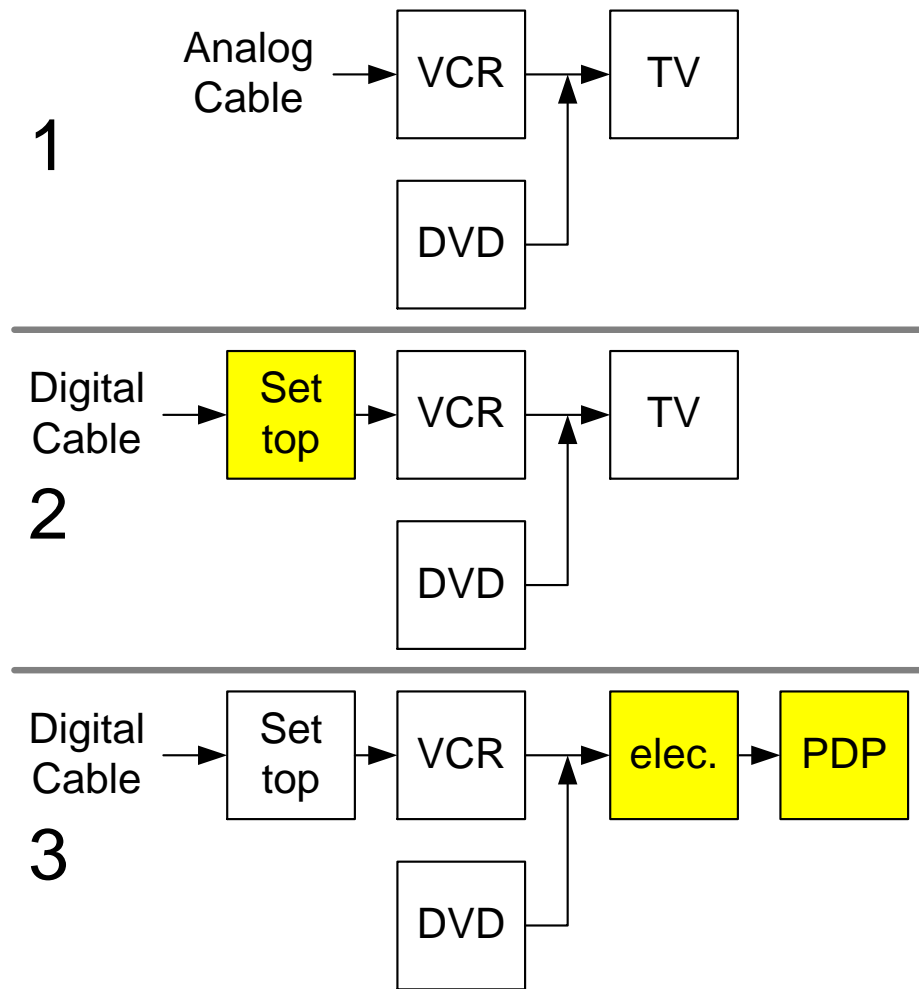 Analog
Cable
VCR
TV
1
DVD
Digital
Cable
Set
top
VCR
TV
2
DVD
Digital
Cable
Set
top
VCR
elec.
PDP
3
DVD